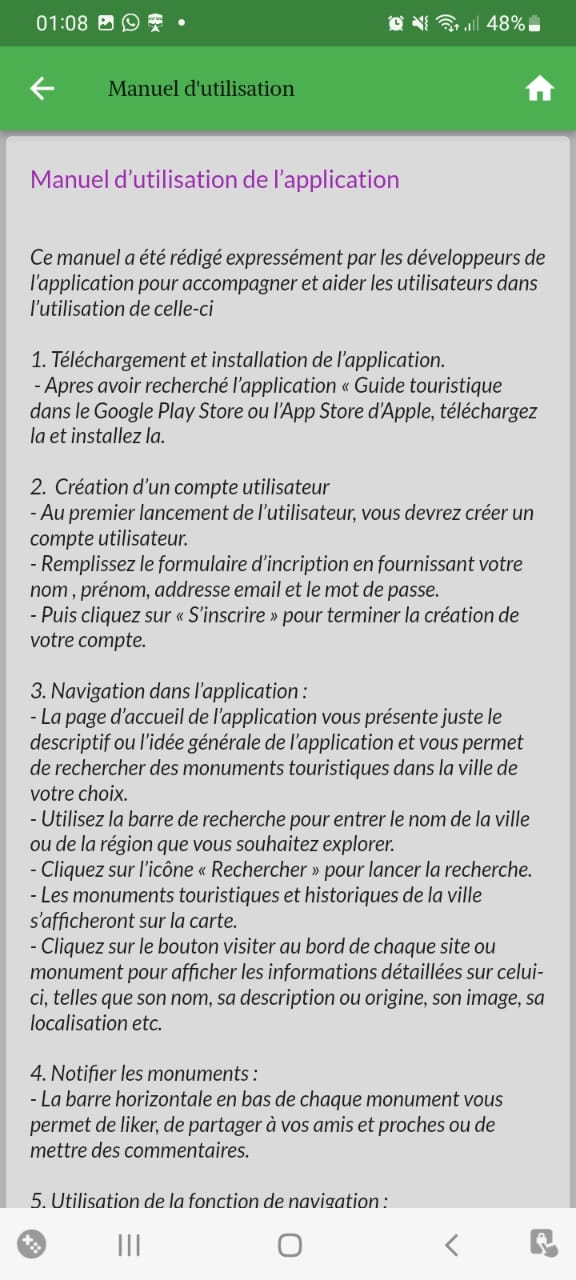 01:08
48%
Manuel d'utilisation
Manuel d’utilisation de l’application
Ce manuel a été rédigé expressément par les développeurs de
l’application pour accompagner et aider les utilisateurs dans
l’utilisation de celle-ci
1. Téléchargement et installation de l’application.
- Apres avoir recherché l’application « Guide touristique
dans le Google Play Store ou l’App Store d’Apple, téléchargez
la et installez la.
2. Création d’un compte utilisateur
- Au premier lancement de l’utilisateur, vous devrez créer un
compte utilisateur.
- Remplissez le formulaire d’incription en fournissant votre
nom , prénom, addresse email et le mot de passe.
- Puis cliquez sur « S’inscrire » pour terminer la création de
votre compte.
3. Navigation dans l’application :
- La page d’accueil de l’application vous présente juste le
descriptif ou l’idée générale de l’application et vous permet
de rechercher des monuments touristiques dans la ville de
votre choix.
- Utilisez la barre de recherche pour entrer le nom de la ville
ou de la région que vous souhaitez explorer.
- Cliquez sur l’icône « Rechercher » pour lancer la recherche.
- Les monuments touristiques et historiques de la ville
s’afficheront sur la carte.
- Cliquez sur le bouton visiter au bord de chaque site ou
monument pour afficher les informations détaillées sur celui-
ci, telles que son nom, sa description ou origine, son image, sa
localisation etc.
4. Notifier les monuments :
- La barre horizontale en bas de chaque monument vous
permet de liker, de partager à vos amis et proches ou de
mettre des commentaires.
5. Utilisation de la fonction de navigation :